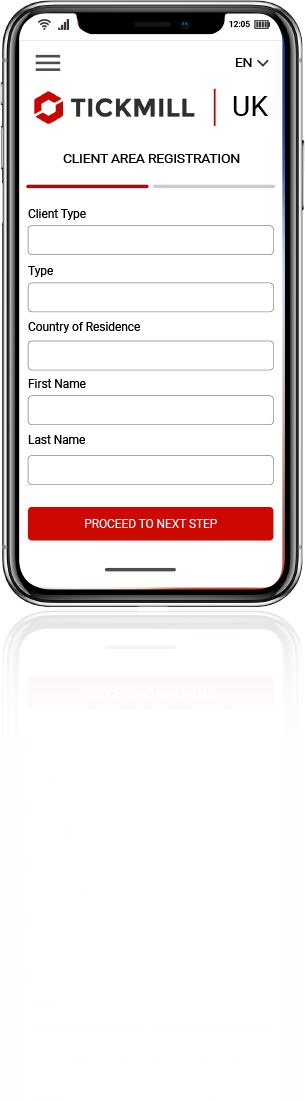 12:05
EN
TICKMILL UK
CLIENT AREA REGISTRATION
Client Type
Type
Country of Residence
First Name
Last Name
PROCEED TO NEXT STEP